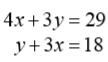 4x + 3y = 29
y + 3x = 18